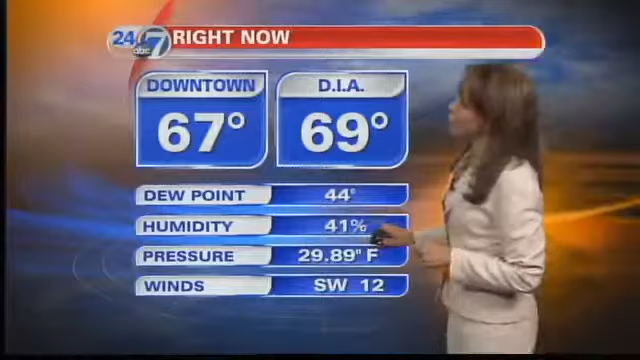 24 abc 7 RIGHT NOW
DOWNTOWN D.I.A.
67° 69°
DEW POINT 44°
HUMIDITY 41%
PRESSURE 29.89" F
WINDS SW 12